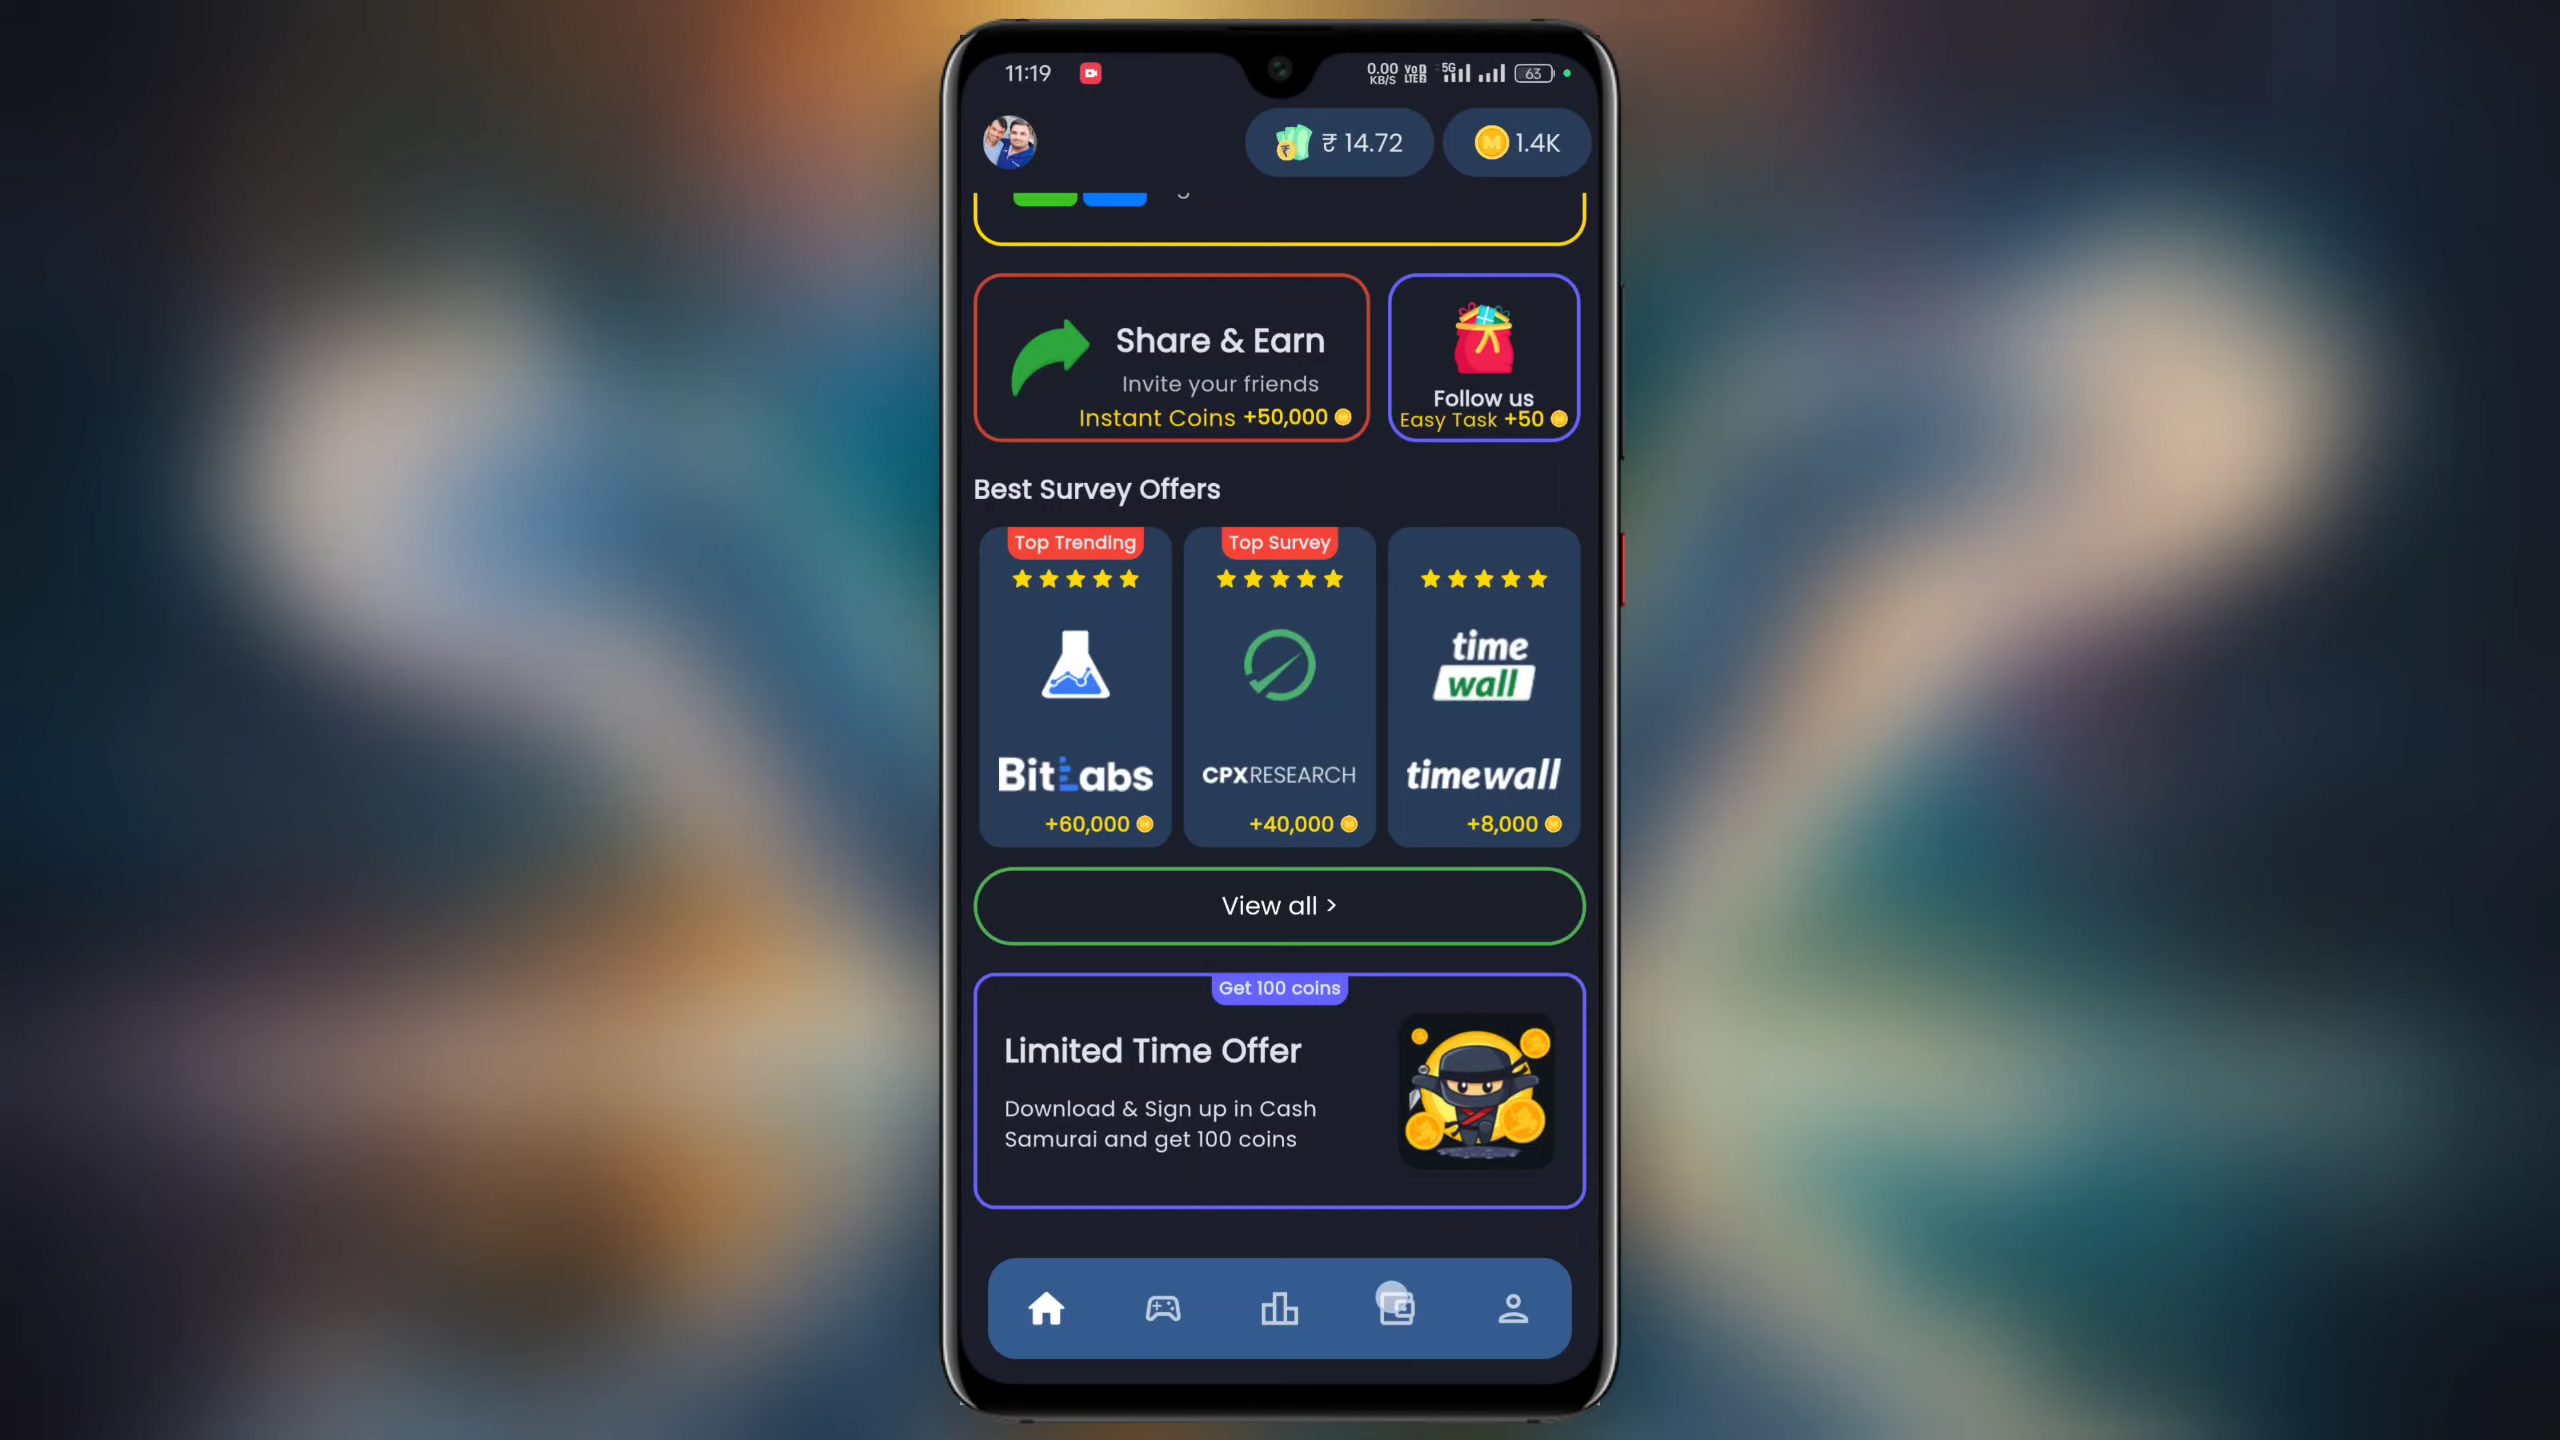 11:19
0.00
KB/S
5G
63
₹ 14.72
1.4K
Share & Earn
Invite your friends
Instant Coins +50,000
Follow us
Easy Task +50
Best Survey Offers
Top Trending
Top Survey
time
wall
BitLabs
CPXRESEARCH
timewall
+60,000
+40,000
+8,000
View all >
Get 100 coins
Limited Time Offer
Download & Sign up in Cash
Samurai and get 100 coins